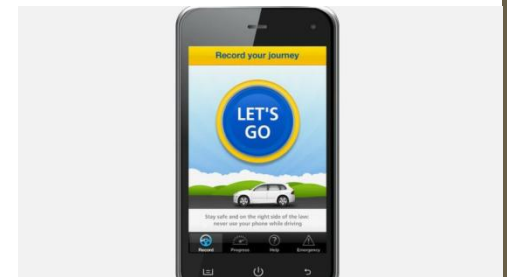 Record your journey
LET'S
GO
Stay safe and on the right side of the law:
never use your phone while driving
Record Progress Help Emergency